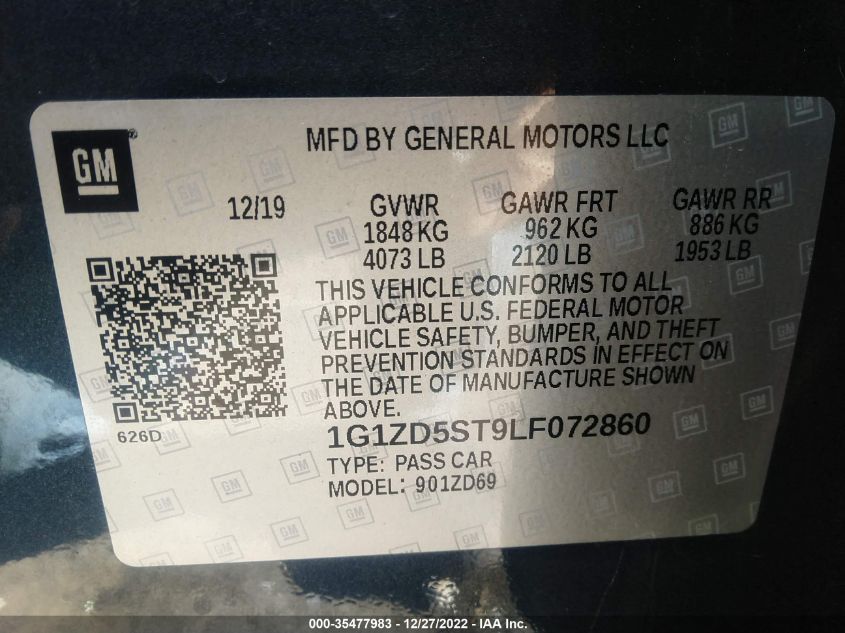 GM
MFD BY GENERAL MOTORS LLC
12/19 GVWR GAWR FRT GAWR RR
1848 KG 962 KG 886 KG
4073 LB 2120 LB 1953 LB
THIS VEHICLE CONFORMS TO ALL
APPLICABLE U.S. FEDERAL MOTOR
VEHICLE SAFETY, BUMPER, AND THEFT
PREVENTION STANDARDS IN EFFECT ON
THE DATE OF MANUFACTURE SHOWN
ABOVE.
626D
1G1ZD5ST9LF072860
TYPE: PASS CAR
MODEL: 901ZD69
000-35477983 - 12/27/2022 - IAAI.COM